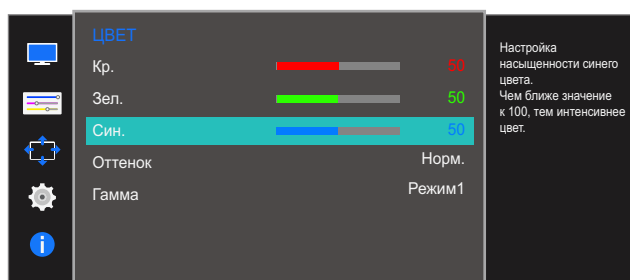 ЦВЕТ
Кр. 50
Зел. 50
Син. 50
Оттенок Норм.
Гамма Режим1
Настройка
насыщенности синего
цвета.
Чем ближе значение
к 100, тем интенсивнее
цвет.
i